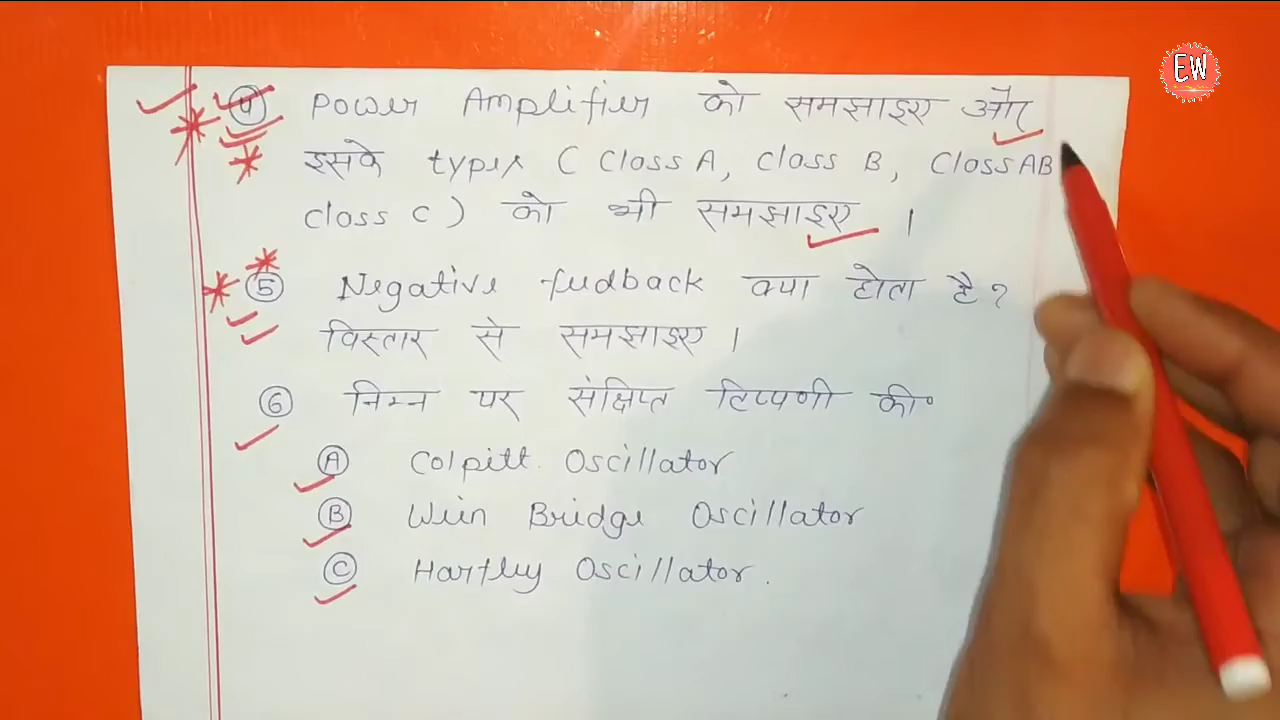 EW
④ Power Amplifier को समझाइए और
इसके types ( Class A, Class B, Class AB
class C ) को भी समझाइए ।
⑤ Negative feedback क्या होता है?
विस्तार से समझाइए ।
⑥ निम्न पर संक्षिप्त टिप्पणी की॰
Ⓐ Colpitt Oscillator
Ⓑ Wein Bridge Oscillator
Ⓒ Hartley Oscillator.